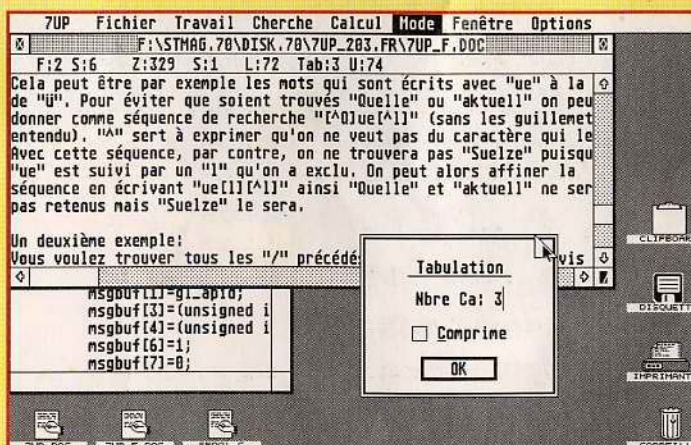 7UP Fichier Travail Cherche Calcul Mode Fenêtre Options
F:\STMAG.70\DISK.70\7UP_203.FR\7UP_F.DOC
F:2 S:6 Z:329 S:1 L:72 Tab:3 U:74
Cela peut être par exemple les mots qui sont écrits avec "ue" à la
de "ü". Pour éviter que soient trouvés "Quelle" ou "aktuell" on peu
donner comme séquence de recherche "[^Q]ue[^l]" (sans les guillemet
entendu). "^" sert à exprimer qu'on ne veut pas du caractère qui le
Avec cette séquence, par contre, on ne trouvera pas "Suelze" puisqu
"ue" est suivi par un "l" qu'on a exclu. On peut alors affiner la
séquence en écrivant "ue[l][^l]" ainsi "Quelle" et "aktuell" ne ser
pas retenus mais "Suelze" le sera.
Un deuxième exemple:
Vous voulez trouver tous les "/" précédés vis
Tabulation
Nbre Ca: 3
Comprime
OK
msgbuf[1]=gl_apid;
msgbuf[3]=(unsigned i
msgbuf[4]=(unsigned i
msgbuf[6]=1;
msgbuf[7]=0;
CLIPBOAR
DISQUETT
IMPRIMANT